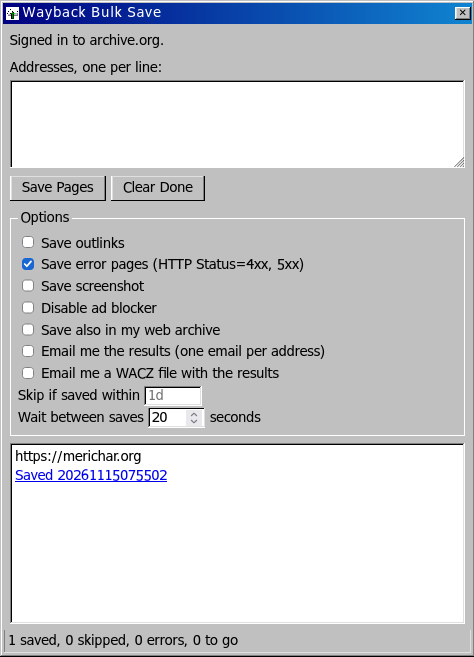 Wayback Bulk Save
Signed in to archive.org.
Addresses, one per line:
Save Pages Clear Done
Options
Save outlinks
Save error pages (HTTP Status=4xx, 5xx)
Save screenshot
Disable ad blocker
Save also in my web archive
Email me the results (one email per address)
Email me a WACZ file with the results
Skip if saved within 1d
Wait between saves 20 seconds
https://merichar.org
Saved 20261115075502
1 saved, 0 skipped, 0 errors, 0 to go